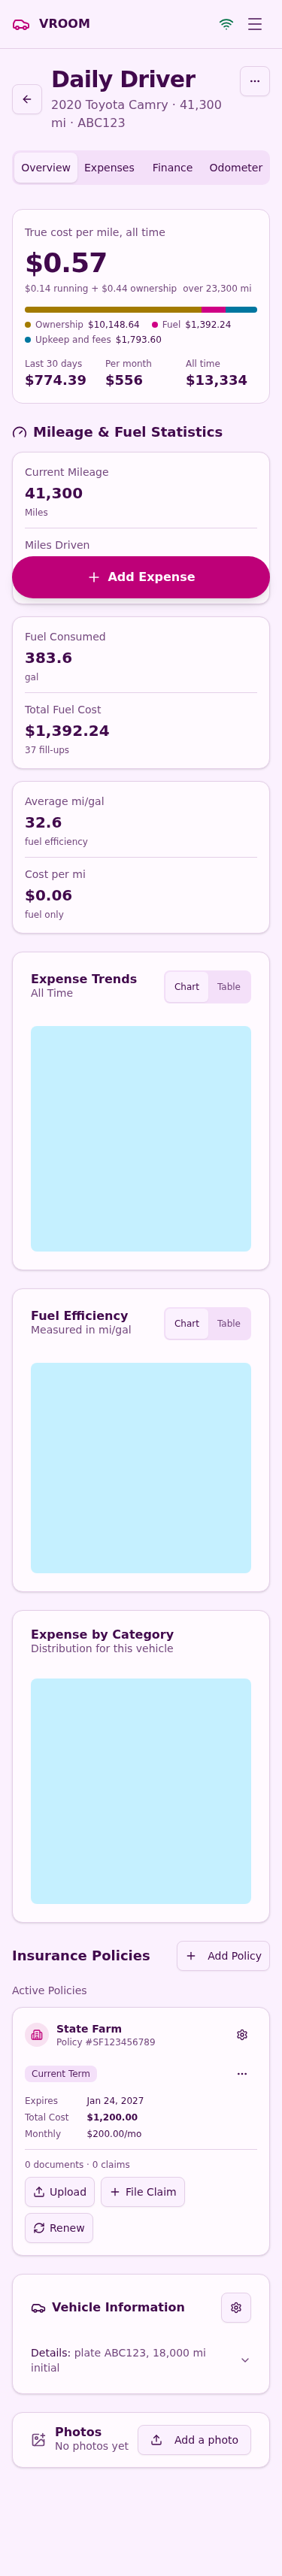 VROOM
Daily Driver
2020 Toyota Camry · 41,300
mi · ABC123
Overview Expenses Finance Odometer
True cost per mile, all time
$0.57
$0.14 running + $0.44 ownership over 23,300 mi
Ownership $10,148.64 Fuel $1,392.24
Upkeep and fees $1,793.60
Last 30 days Per month All time
$774.39 $556 $13,334
Mileage & Fuel Statistics
Current Mileage
41,300
Miles
Miles Driven
Add Expense
Fuel Consumed
383.6
gal
Total Fuel Cost
$1,392.24
37 fill-ups
Average mi/gal
32.6
fuel efficiency
Cost per mi
$0.06
fuel only
Expense Trends
All Time
Chart Table
Fuel Efficiency
Measured in mi/gal
Chart Table
Expense by Category
Distribution for this vehicle
Insurance Policies
Add Policy
Active Policies
State Farm
Policy #SF123456789
Current Term
Expires Jan 24, 2027
Total Cost $1,200.00
Monthly $200.00/mo
0 documents · 0 claims
Upload File Claim
Renew
Vehicle Information
Details: plate ABC123, 18,000 mi
initial
Photos
No photos yet
Add a photo